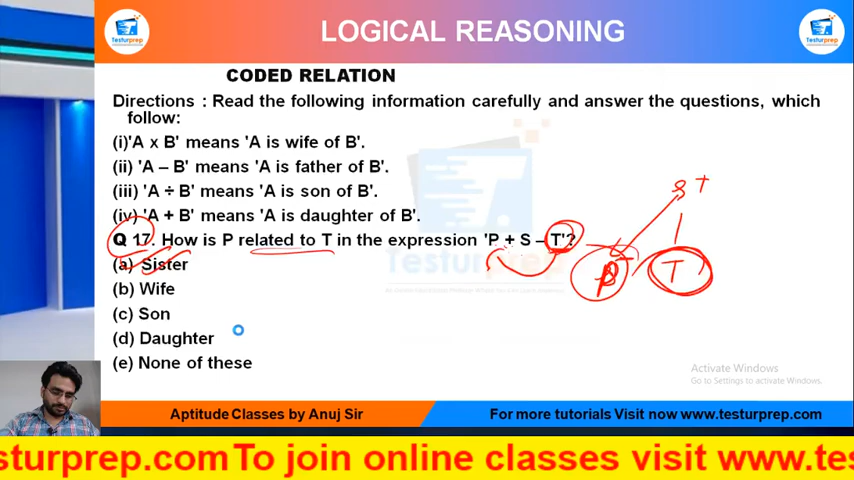 LOGICAL REASONING
Testurprep
Testurprep
CODED RELATION
Directions : Read the following information carefully and answer the questions, which
follow:
(i)'A x B' means 'A is wife of B'.
(ii) 'A – B' means 'A is father of B'.
(iii) 'A ÷ B' means 'A is son of B'.
(iv) 'A + B' means 'A is daughter of B'.
Q 17. How is P related to T in the expression 'P + S – T'?
(a) Sister
(b) Wife
(c) Son
(d) Daughter
(e) None of these
S +
P T
Testurprep
Activate Windows
Go to Settings to activate Windows.
Aptitude Classes by Anuj Sir
For more tutorials Visit now www.testurprep.com
sturprep.com To join online classes visit www.tes